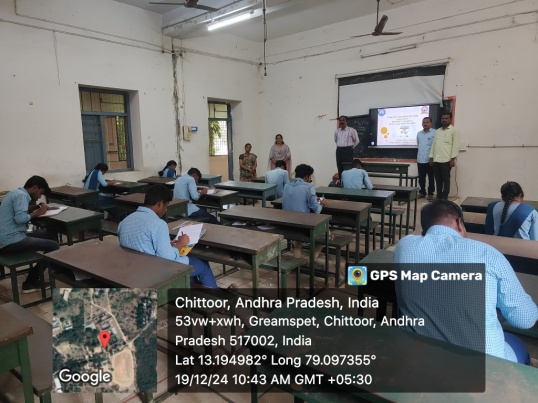 GPS Map Camera
Chittoor, Andhra Pradesh, India
53vw+xwh, Greamspet, Chittoor, Andhra
Pradesh 517002, India
Lat 13.194982° Long 79.097355°
19/12/24 10:43 AM GMT +05:30
Google